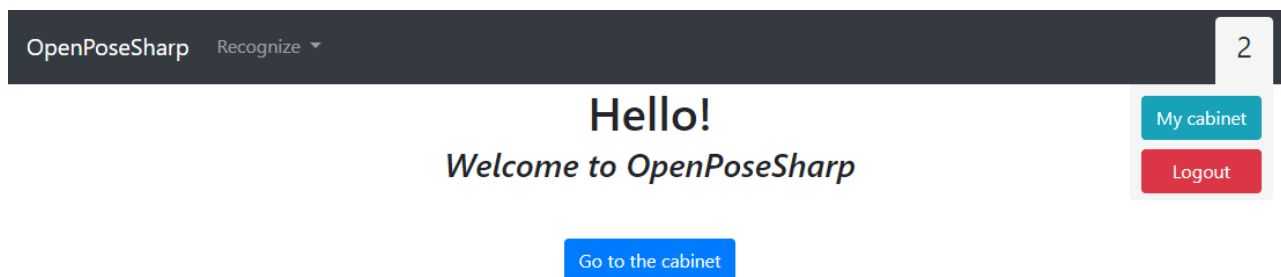 OpenPoseSharp Recognize 2
Hello!
My cabinet
Welcome to OpenPoseSharp
Logout
Go to the cabinet